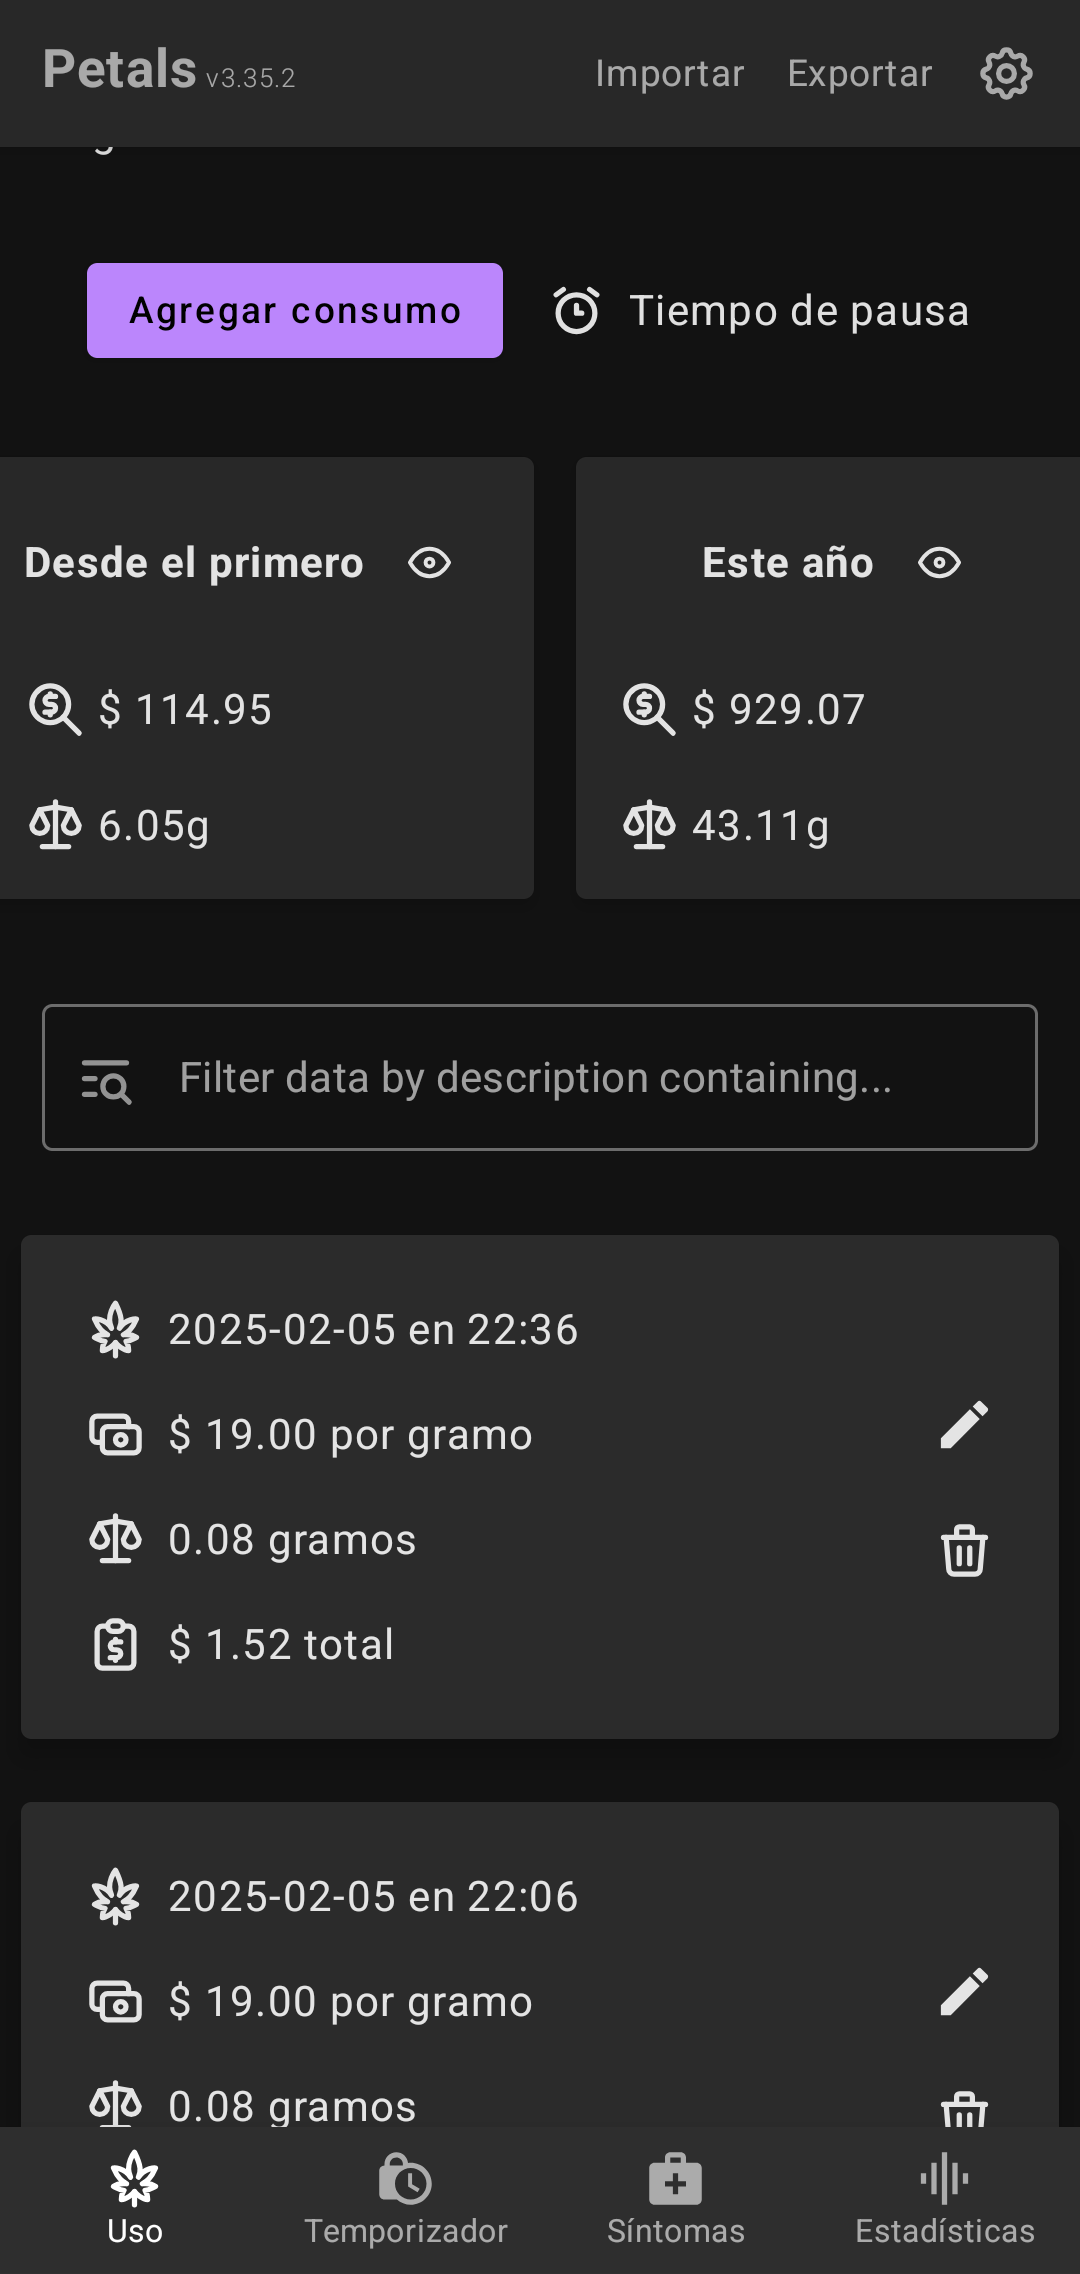 Petals v3.35.2 Importar Exportar
Agregar consumo Tiempo de pausa
Desde el primero Este año
$ 114.95 $ 929.07
6.05g 43.11g
Filter data by description containing...
2025-02-05 en 22:36
$ 19.00 por gramo
0.08 gramos
$ 1.52 total
2025-02-05 en 22:06
$ 19.00 por gramo
0.08 gramos
Uso Temporizador Síntomas Estadísticas